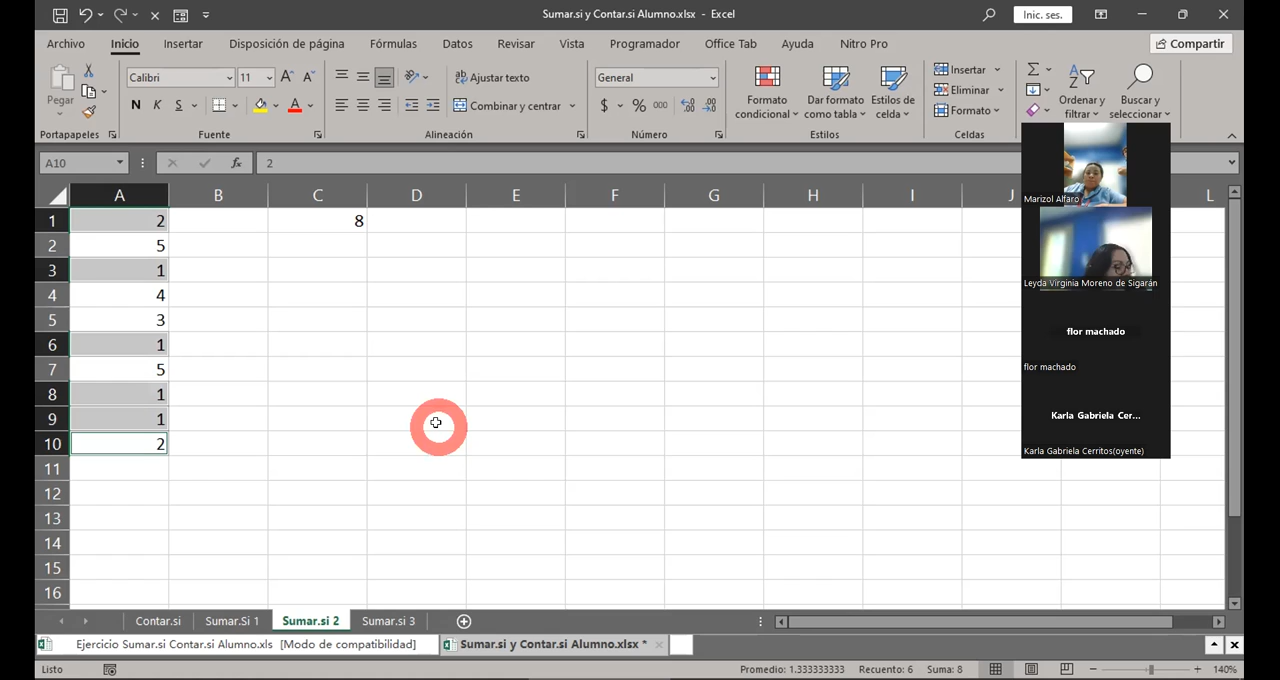 Sumar.si y Contar.si Alumno.xlsx - Excel
Inic. ses.
Archivo Inicio Insertar Disposición de página Fórmulas Datos Revisar Vista Programador Office Tab Ayuda Nitro Pro Compartir
Pegar
Calibri 11
N K S
Ajustar texto
Combinar y centrar
General
$ % 000
Formato condicional
Dar formato como tabla
Estilos de celda
Insertar
Eliminar
Formato
Ordenar y filtrar
Buscar y seleccionar
Portapapeles Fuente Alineación Número Estilos Celdas
A10 fx 2
A B C D E F G H I J L
1 2 8
2 5
3 1
4 4
5 3
6 1
7 5
8 1
9 1
10 2
11
12
13
14
15
16
Marizol Alfaro
Leyda Virginia Moreno de Sigarán
flor machado
flor machado
Karla Gabriela Cer...
Karla Gabriela Cerritos(oyente)
Contar.si Sumar.Si 1 Sumar.si 2 Sumar.si 3
Ejercicio Sumar.si Contar.si Alumno.xls [Modo de compatibilidad] Sumar.si y Contar.si Alumno.xlsx *
Listo Promedio: 1.333333333 Recuento: 6 Suma: 8 140%